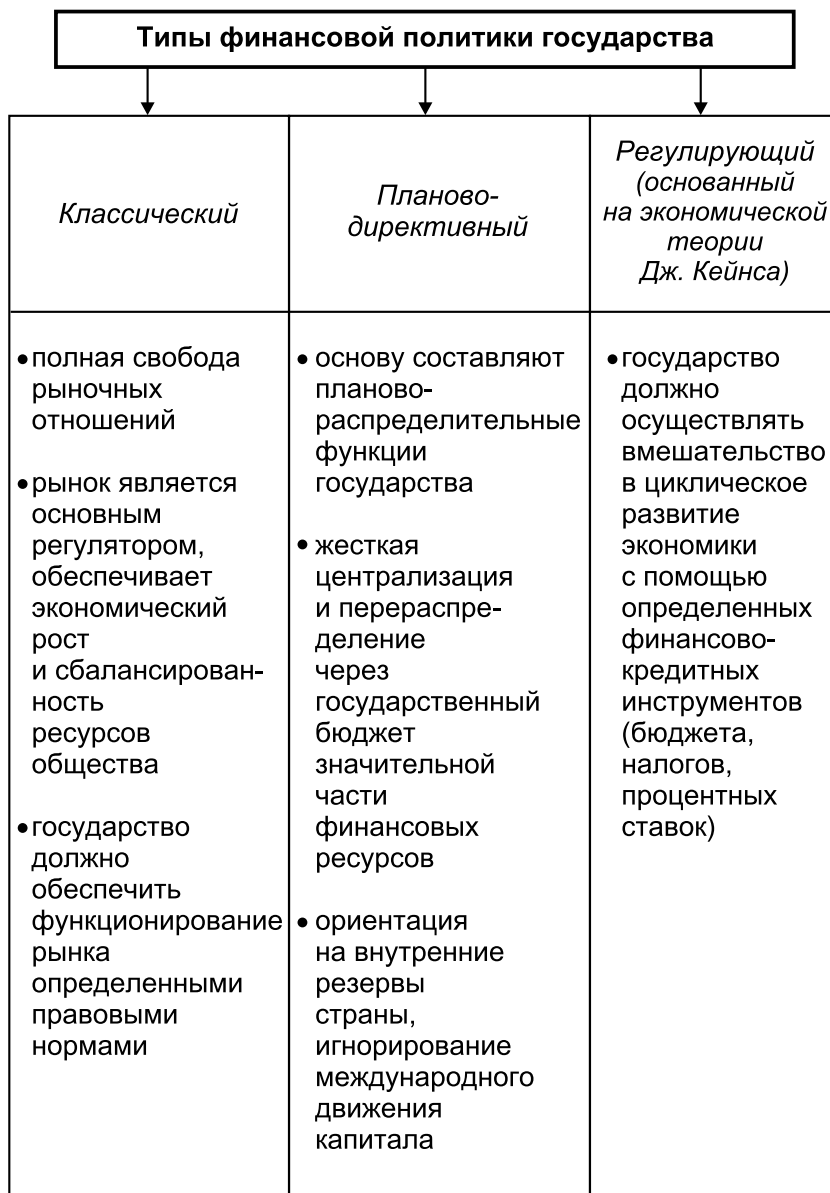 Типы финансовой политики государства
Классический
Планово-
директивный
Регулирующий
(основанный
на экономической
теории
Дж. Кейнса)
•полная свобода
рыночных
отношений
•рынок является
основным
регулятором,
обеспечивает
экономический
рост
и сбалансирован-
ность
ресурсов
общества
•государство
должно
обеспечить
функционирование
рынка
определенными
правовыми
нормами
• основу составляют
планово-
распределительные
функции
государства
• жесткая
централизация
и перераспре-
деление
через
государственный
бюджет
значительной
части
финансовых
ресурсов
• ориентация
на внутренние
резервы
страны,
игнорирование
международного
движения
капитала
•государство
должно
осуществлять
вмешательство
в циклическое
развитие
экономики
с помощью
определенных
финансово-
кредитных
инструментов
(бюджета,
налогов,
процентных
ставок)